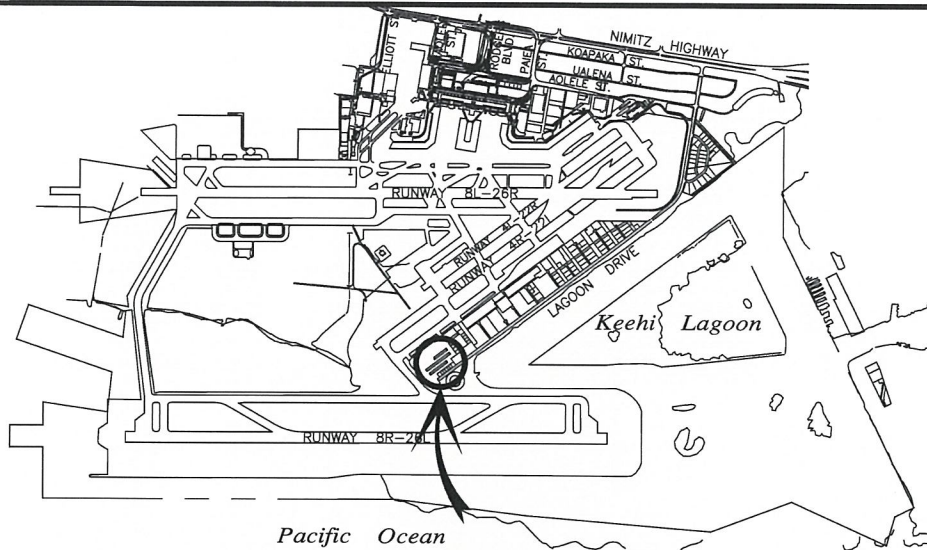 NIMITZ HIGHWAY
ELLIOTT ST.
RODGE
BLVD
PAIEA
ST.
KOAPAKA ST.
UALENA ST.
AOLELE ST.
RUNWAY 8L-26R
RUNWAY 4L-22R
RUNWAY 4R-22L
LAGOON DRIVE
Keehi Lagoon
RUNWAY 8R-26L
Pacific Ocean